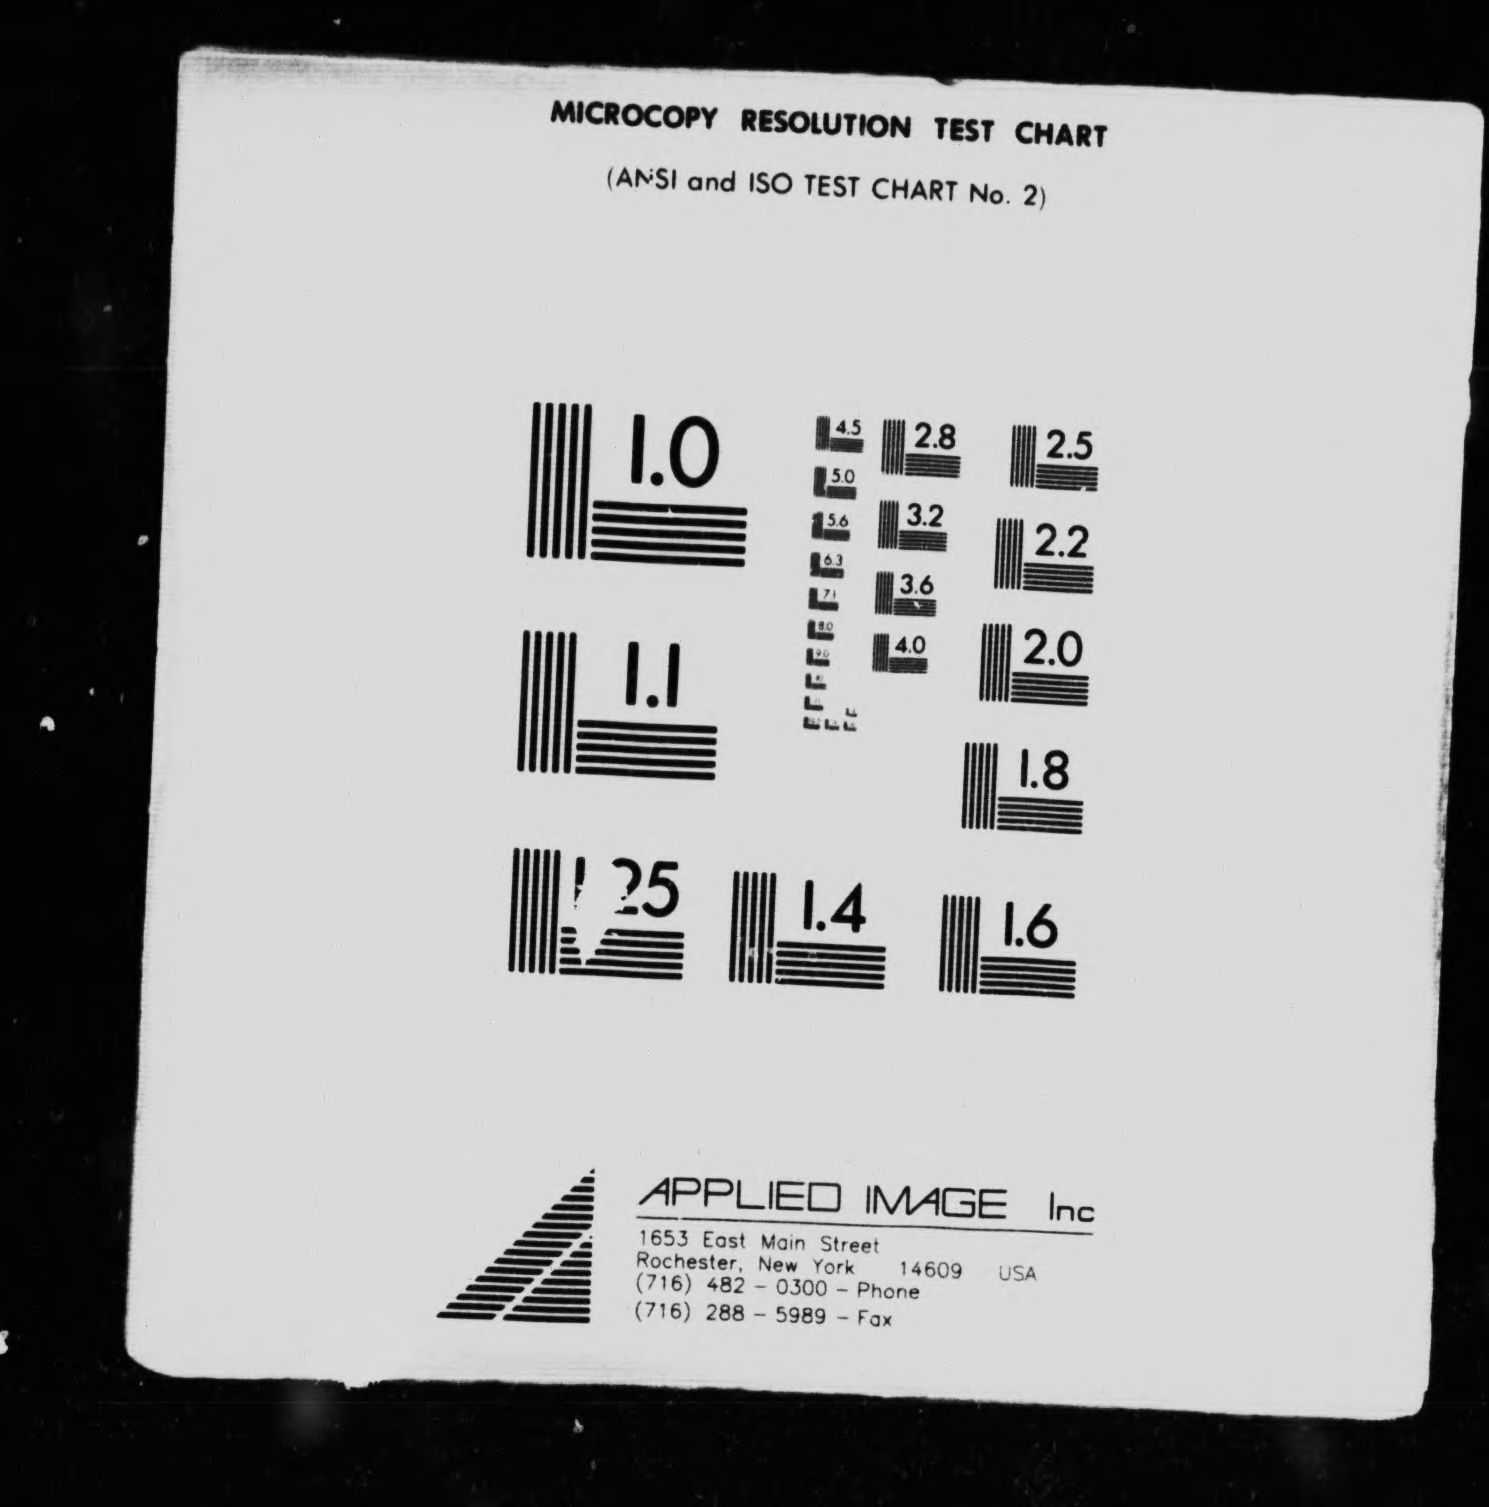 MICROCOPY RESOLUTION TEST CHART
(ANSI and ISO TEST CHART No. 2)
1.0
4.5
2.8
2.5
5.0
3.2
2.2
5.6
6.3
3.6
7.1
2.0
8.0
4.0
9.0
1.1
1.8
1.25
1.4
1.6
APPLIED IMAGE Inc
1653 East Main Street
Rochester, New York 14609 USA
(716) 482 - 0300 - Phone
(716) 288 - 5989 - Fax